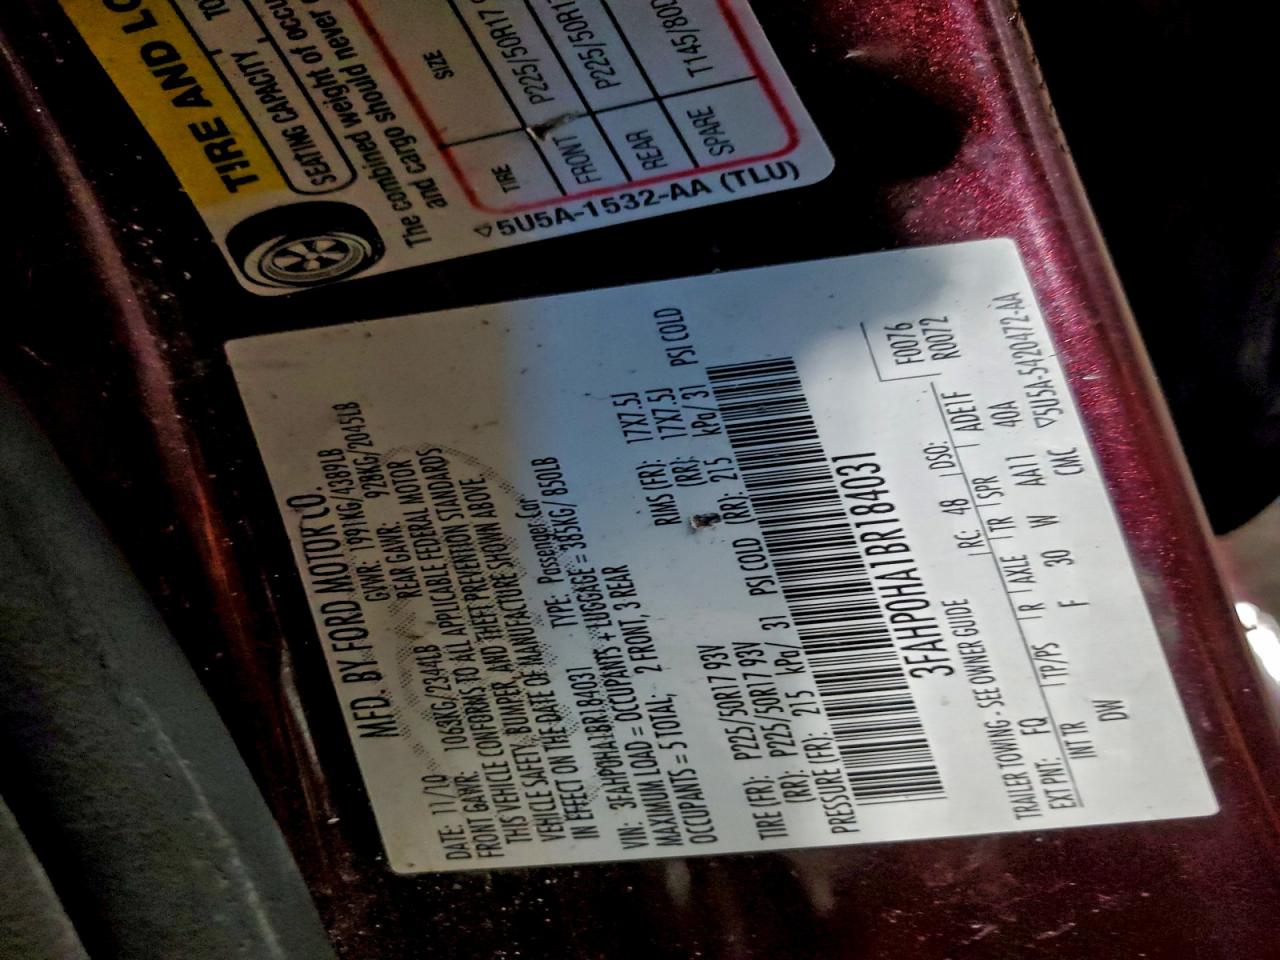 TIRE AND LO
SEATING CAPACITY
The combined weight of occu
and cargo should never
TIRE SIZE
FRONT P225/50R17
REAR P225/50R1
SPARE T145/80D
5U5A-1532-AA (TLU)
MFD. BY FORD MOTOR CO.
DATE: 11/10 GVWR: 1991KG/4389LB
FRONT GAWR: 1063KG/2344LB REAR GAWR: 928KG/2045LB
THIS VEHICLE CONFORMS TO ALL APPLICABLE FEDERAL MOTOR
VEHICLE SAFETY, BUMPER, AND THEFT PREVENTION STANDARDS
IN EFFECT ON THE DATE OF MANUFACTURE SHOWN ABOVE
VIN: 3FAHP0HA1BR184031 TYPE: Passenger Car
MAXIMUM LOAD = OCCUPANTS + LUGGAGE = 385KG/ 850LB
OCCUPANTS = 5 TOTAL, 2 FRONT, 3 REAR
TIRE (FR): P225/50R17 93V RIMS (FR): 17X7.5J
(RR): P225/50R17 93V (RR): 17X7.5J
PRESSURE (FR): 215 kPa/ 31 PSI COLD (RR): 215 kPa/ 31 PSI COLD
3FAHP0HA1BR184031
F0076
R0072
TRAILER TOWING - SEE OWNER GUIDE
EXT PNT: FQ RC: 48 DSO:
INT TR TP/PS R AXLE TR SPR ADEIF
DW F 30 W AA11 40A
CMC 5U5A-5420472-AA